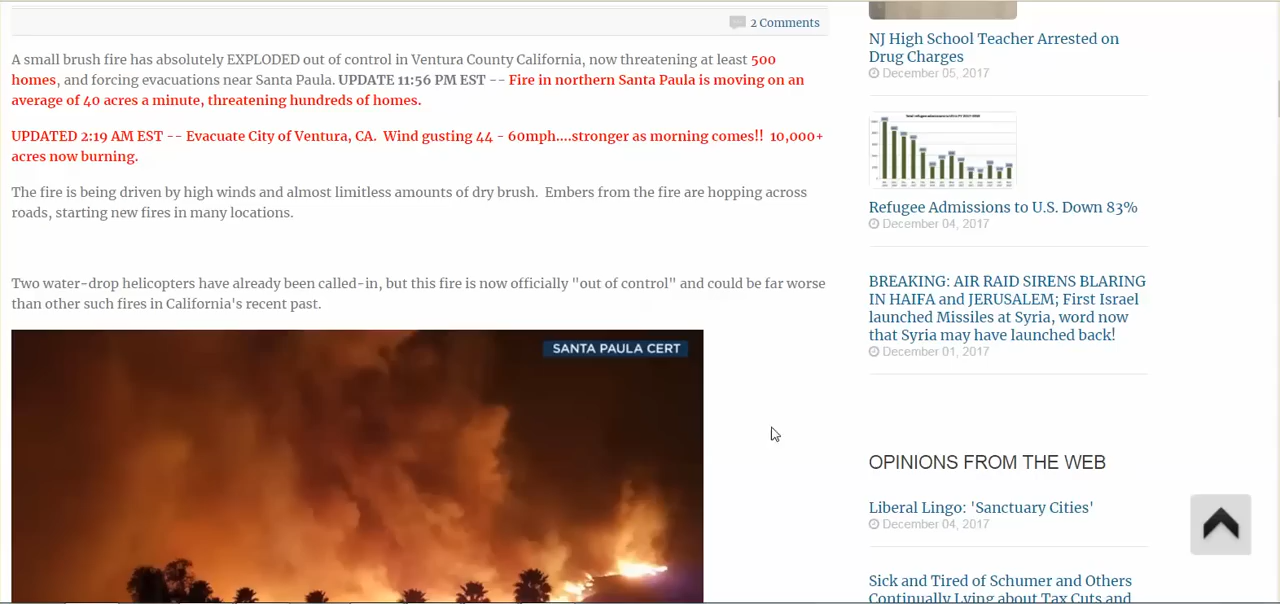 2 Comments
A small brush fire has absolutely EXPLODED out of control in Ventura County California, now threatening at least 500
homes, and forcing evacuations near Santa Paula. UPDATE 11:56 PM EST -- Fire in northern Santa Paula is moving on an
average of 40 acres a minute, threatening hundreds of homes.
UPDATED 2:19 AM EST -- Evacuate City of Ventura, CA.  Wind gusting 44 - 60mph....stronger as morning comes!!  10,000+
acres now burning.
The fire is being driven by high winds and almost limitless amounts of dry brush.  Embers from the fire are hopping across
roads, starting new fires in many locations.
Two water-drop helicopters have already been called-in, but this fire is now officially "out of control" and could be far worse
than other such fires in California's recent past.
SANTA PAULA CERT
NJ High School Teacher Arrested on
Drug Charges
December 05, 2017
Refugee Admissions to U.S. Down 83%
December 04, 2017
BREAKING: AIR RAID SIRENS BLARING
IN HAIFA and JERUSALEM; First Israel
launched Missiles at Syria, word now
that Syria may have launched back!
December 01, 2017
OPINIONS FROM THE WEB
Liberal Lingo: 'Sanctuary Cities'
December 04, 2017
Sick and Tired of Schumer and Others
Continually Lying about Tax Cuts and